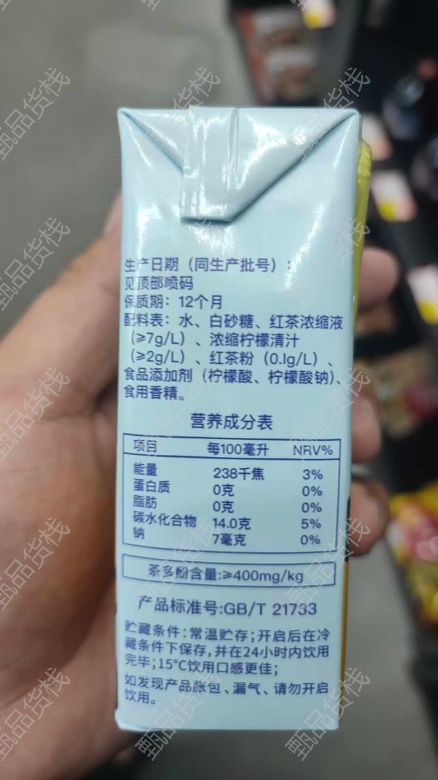 生产日期（同生产批号）：
见顶部喷码
保质期：12个月
配料表：水、白砂糖、红茶浓缩液
（≥7g/L）、浓缩柠檬清汁
（≥2g/L）、红茶粉（0.1g/L）、
食品添加剂（柠檬酸、柠檬酸钠）、
食用香精。
营养成分表
项目 每100毫升 NRV%
能量 238千焦 3%
蛋白质 0克 0%
脂肪 0克 0%
碳水化合物 14.0克 5%
钠 7毫克 0%
茶多酚含量:≥400mg/kg
产品标准号:GB/T 21733
贮藏条件：常温贮存；开启后在冷
藏条件下保存，并在24小时内饮用
完毕；15℃饮用口感更佳；
如发现产品胀包、漏气、请勿开启
饮用。
甄品货栈